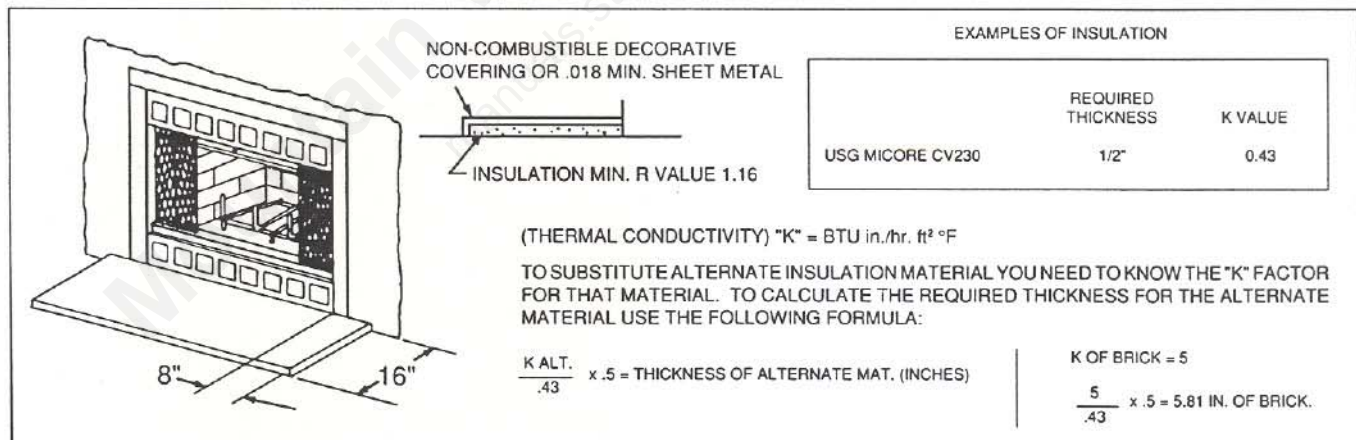 NON-COMBUSTIBLE DECORATIVE
COVERING OR .018 MIN. SHEET METAL
INSULATION MIN. R VALUE 1.16
8"
16"
EXAMPLES OF INSULATION
REQUIRED
THICKNESS K VALUE
USG MICORE CV230 1/2" 0.43
(THERMAL CONDUCTIVITY) "K" = BTU in./hr. ft² °F
TO SUBSTITUTE ALTERNATE INSULATION MATERIAL YOU NEED TO KNOW THE "K" FACTOR
FOR THAT MATERIAL. TO CALCULATE THE REQUIRED THICKNESS FOR THE ALTERNATE
MATERIAL USE THE FOLLOWING FORMULA:
K ALT.
.43
x .5 = THICKNESS OF ALTERNATE MAT. (INCHES)
K OF BRICK = 5
5
.43
x .5 = 5.81 IN. OF BRICK.